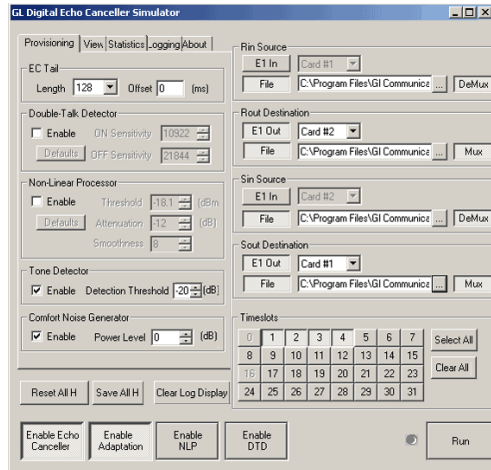 GL Digital Echo Canceller Simulator
Provisioning View Statistics Logging About
EC Tail
Length 128 Offset 0 (ms)
Double-Talk Detector
Enable ON Sensitivity 10922
Defaults OFF Sensitivity 21844
Non-Linear Processor
Enable Threshold -18.1 (dBm
Defaults Attenuation -12 (dB)
Smoothness 8
Tone Detector
Enable Detection Threshold -20 (dB)
Comfort Noise Generator
Enable Power Level 0 (dB)
Reset All H Save All H Clear Log Display
Rin Source
E1 In Card #1
File C:\Program Files\Gl Communica ... DeMux
Rout Destination
E1 Out Card #2
File C:\Program Files\Gl Communica ... Mux
Sin Source
E1 In Card #2
File C:\Program Files\Gl Communica ... DeMux
Sout Destination
E1 Out Card #1
File C:\Program Files\Gl Communica ... Mux
Timeslots
0 1 2 3 4 5 6 7
8 9 10 11 12 13 14 15
16 17 18 19 20 21 22 23
24 25 26 27 28 29 30 31
Select All
Clear All
Enable Echo
Canceller
Enable
Adaptation
Enable
NLP
Enable
DTD
Run